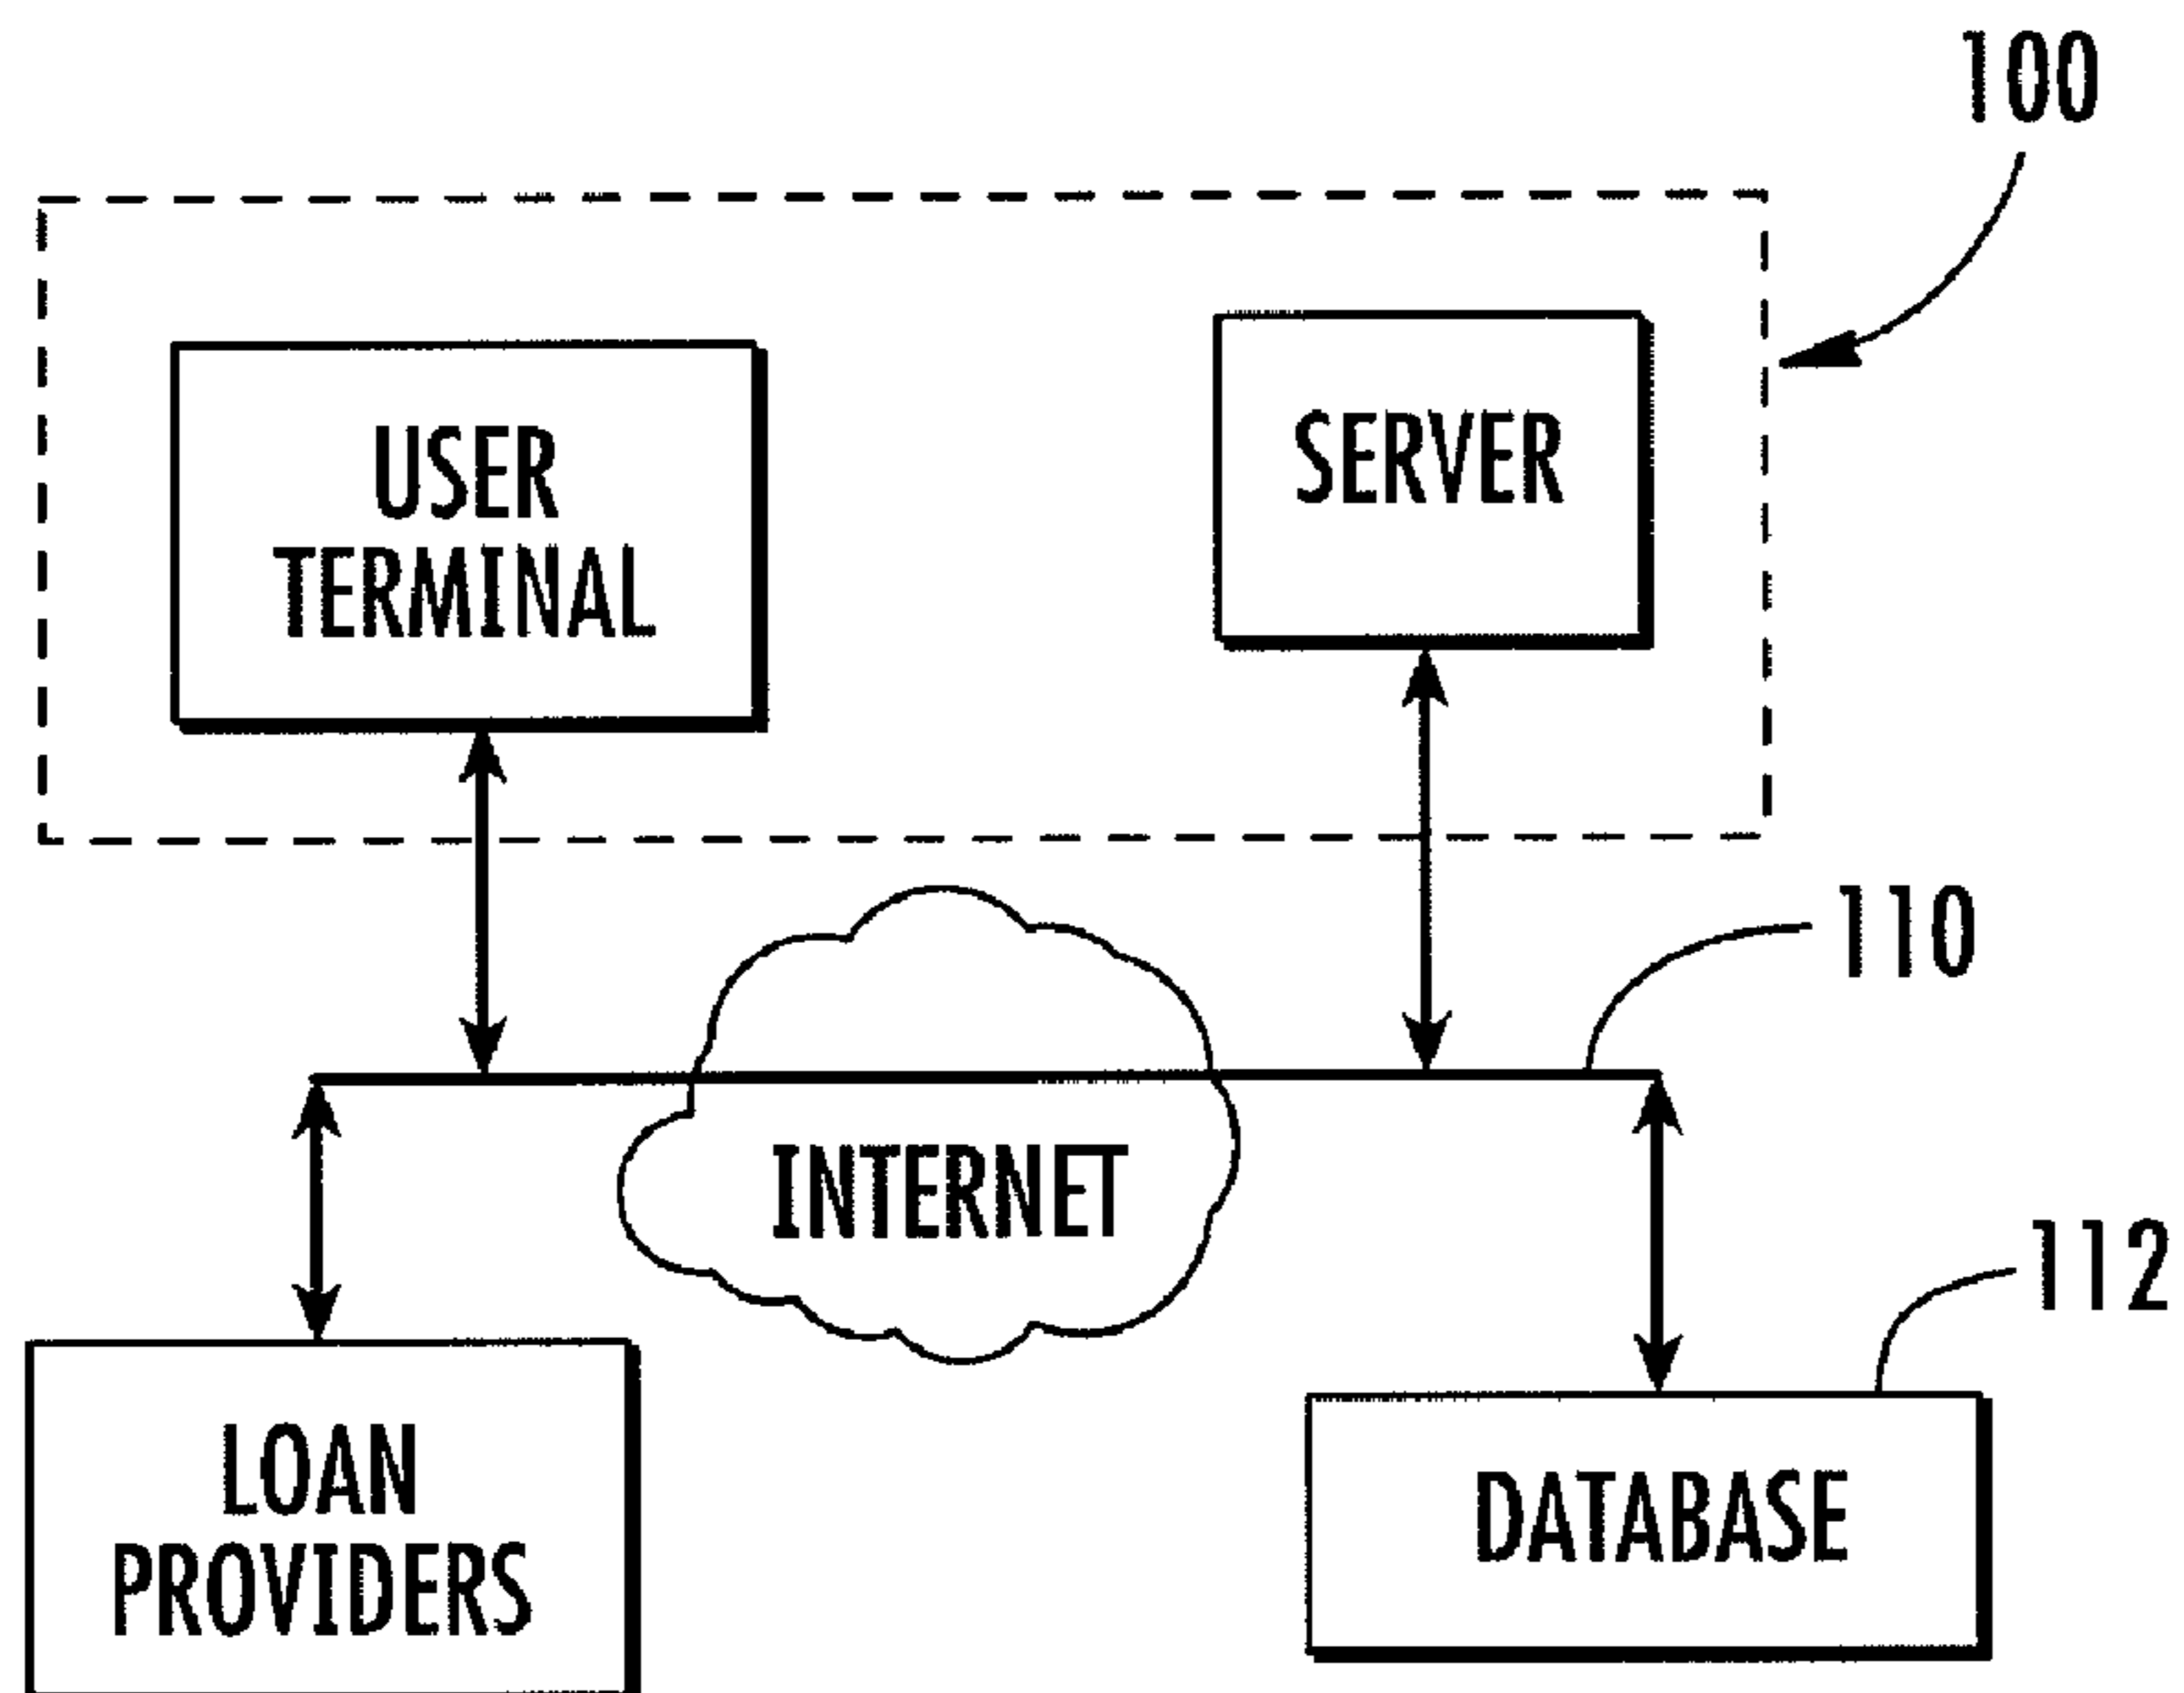 100
USER
TERMINAL
SERVER
110
INTERNET
112
LOAN
PROVIDERS
DATABASE